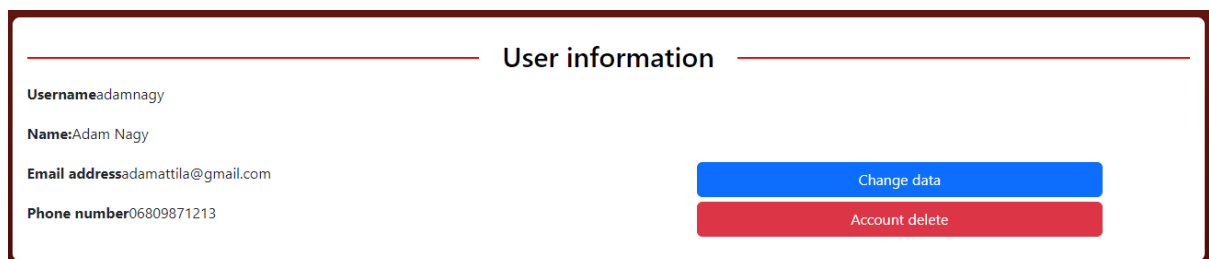 User information
Usernameadamnagy
Name:Adam Nagy
Email addressadamattila@gmail.com
Change data
Phone number06809871213
Account delete